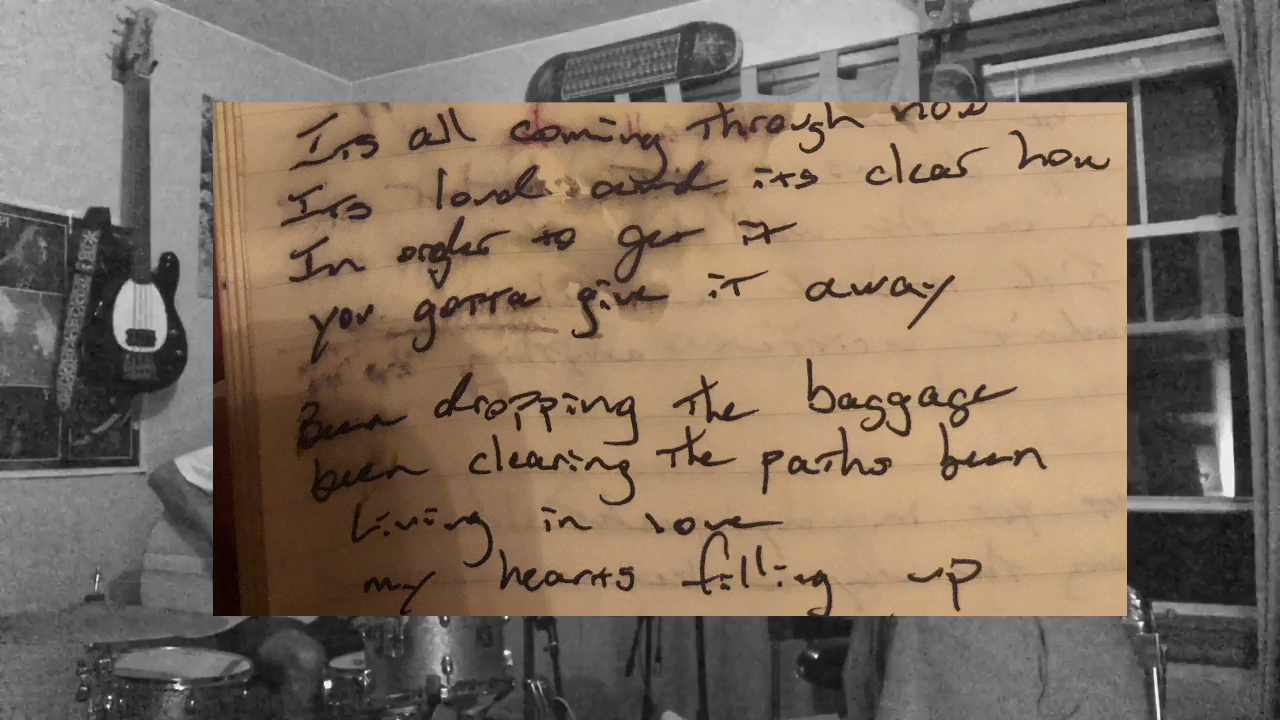 Its all coming through now
Its loud and its clear how
In order to get it
you gotta give it away
Been dropping the baggage
been clearing the paths been
living in love
my hearts filling up